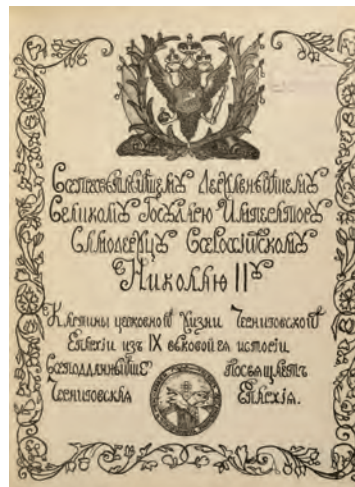 Всепресвѣтлѣйшему Державнѣйшему
Великому Государю Императору
Самодержцу Всероссійскому
Николаю II у
Картины церковной жизни Черниговской
Епархіи изъ IX вѣковой ея исторіи
Всеподданнѣйше посвящаетъ
Черниговская Епархія.